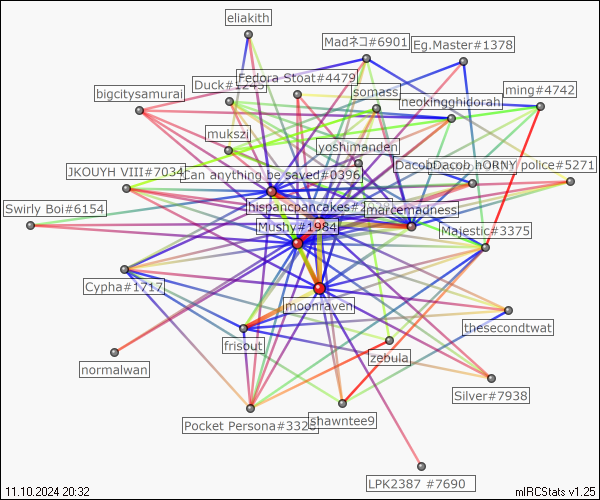 eliakith
Madネコ#6901
Eg.Master#1378
Fedora Stoat#4479
Duck#1245
somass
ming#4742
bigcitysamurai
neokingghidorah
mukszi
yoshimanden
JKOUYH VIII#7034
Can anything be saved#0396
DacobDacob
hORNY police#5271
Swirly Boi#6154
hispancpancakes#
marcemadness
Mushy#1984
Majestic#3375
Cypha#1717
moonraven
thesecondtwat
frisout
zebula
normalwan
Silver#7938
Pocket Persona#332
shawntee9
LPK2387 #7690
11.10.2024 20:32
mIRCStats v1.25